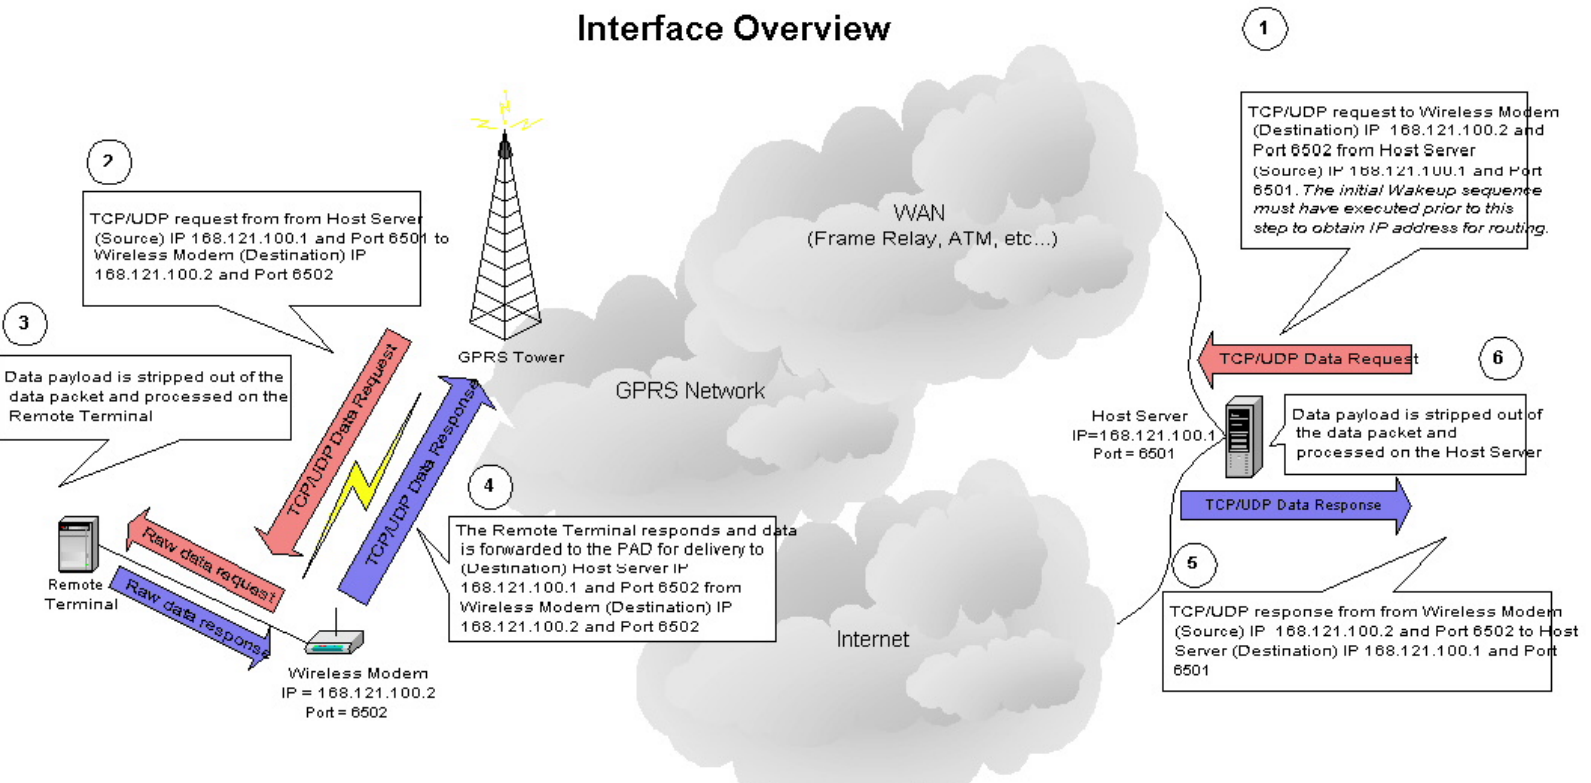 Interface Overview
1
TCP/UDP request to Wireless Modem
(Destination) IP 168.121.100.2 and
Port 6502 from Host Server
(Source) IP 168.121.100.1 and Port
6501. The initial Wakeup sequence
must have executed prior to this
step to obtain IP address for routing.
2
TCP/UDP request from from Host Server
(Source) IP 168.121.100.1 and Port 6501 to
Wireless Modem (Destination) IP
168.121.100.2 and Port 6502
3
Data payload is stripped out of the
data packet and processed on the
Remote Terminal
GPRS Tower
WAN
(Frame Relay, ATM, etc...)
GPRS Network
Internet
TCP/UDP Data Request
TCP/UDP Data Response
Raw data request
Raw data response
Remote
Terminal
Wireless Modem
IP = 168.121.100.2
Port = 6502
4
The Remote Terminal responds and data
is forwarded to the PAD for delivery to
(Destination) Host Server IP
168.121.100.1 and Port 6502 from
Wireless Modem (Destination) IP
168.121.100.2 and Port 6502
TCP/UDP Data Request
6
Host Server
IP=168.121.100.1
Port = 6501
Data payload is stripped out of
the data packet and
processed on the Host Server
TCP/UDP Data Response
5
TCP/UDP response from from Wireless Modem
(Source) IP 168.121.100.2 and Port 6502 to Host
Server (Destination) IP 168.121.100.1 and Port
6501